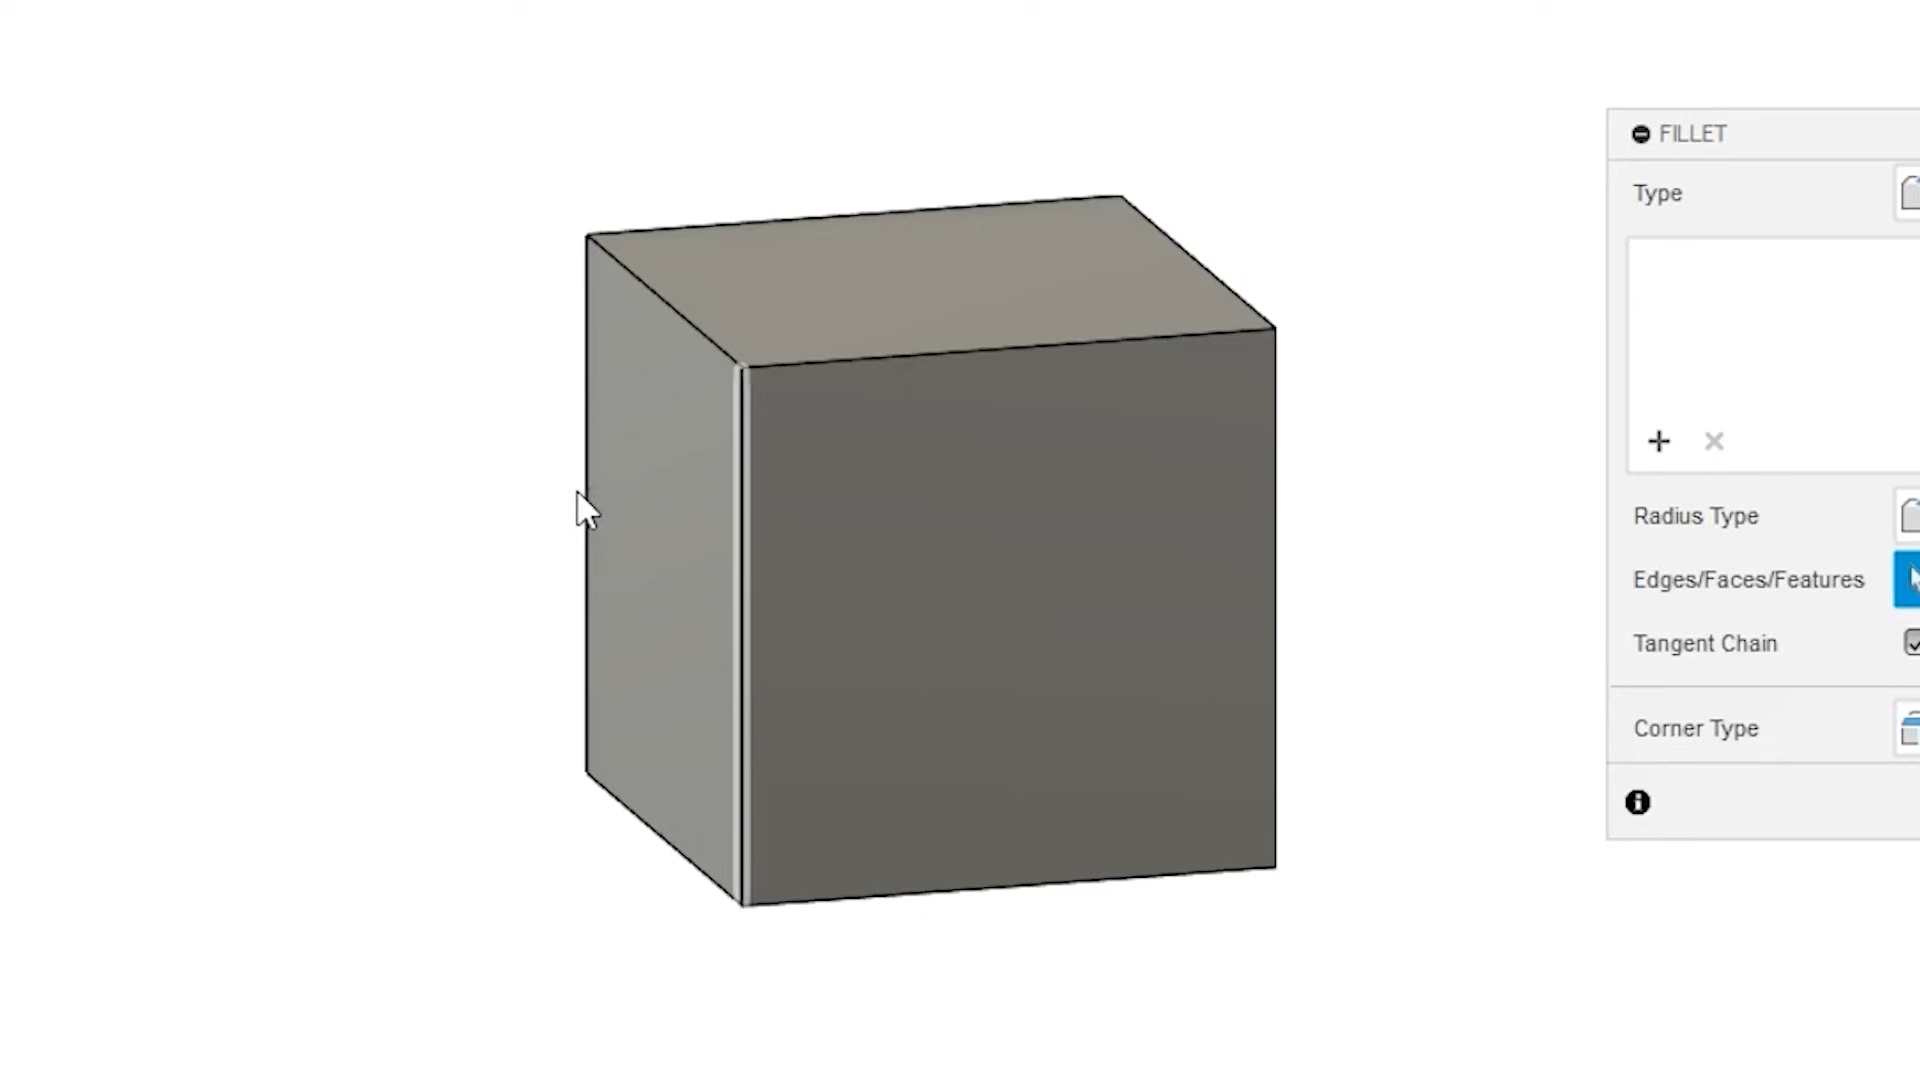 FILLET
Type
Radius Type
Edges/Faces/Features
Tangent Chain
Corner Type